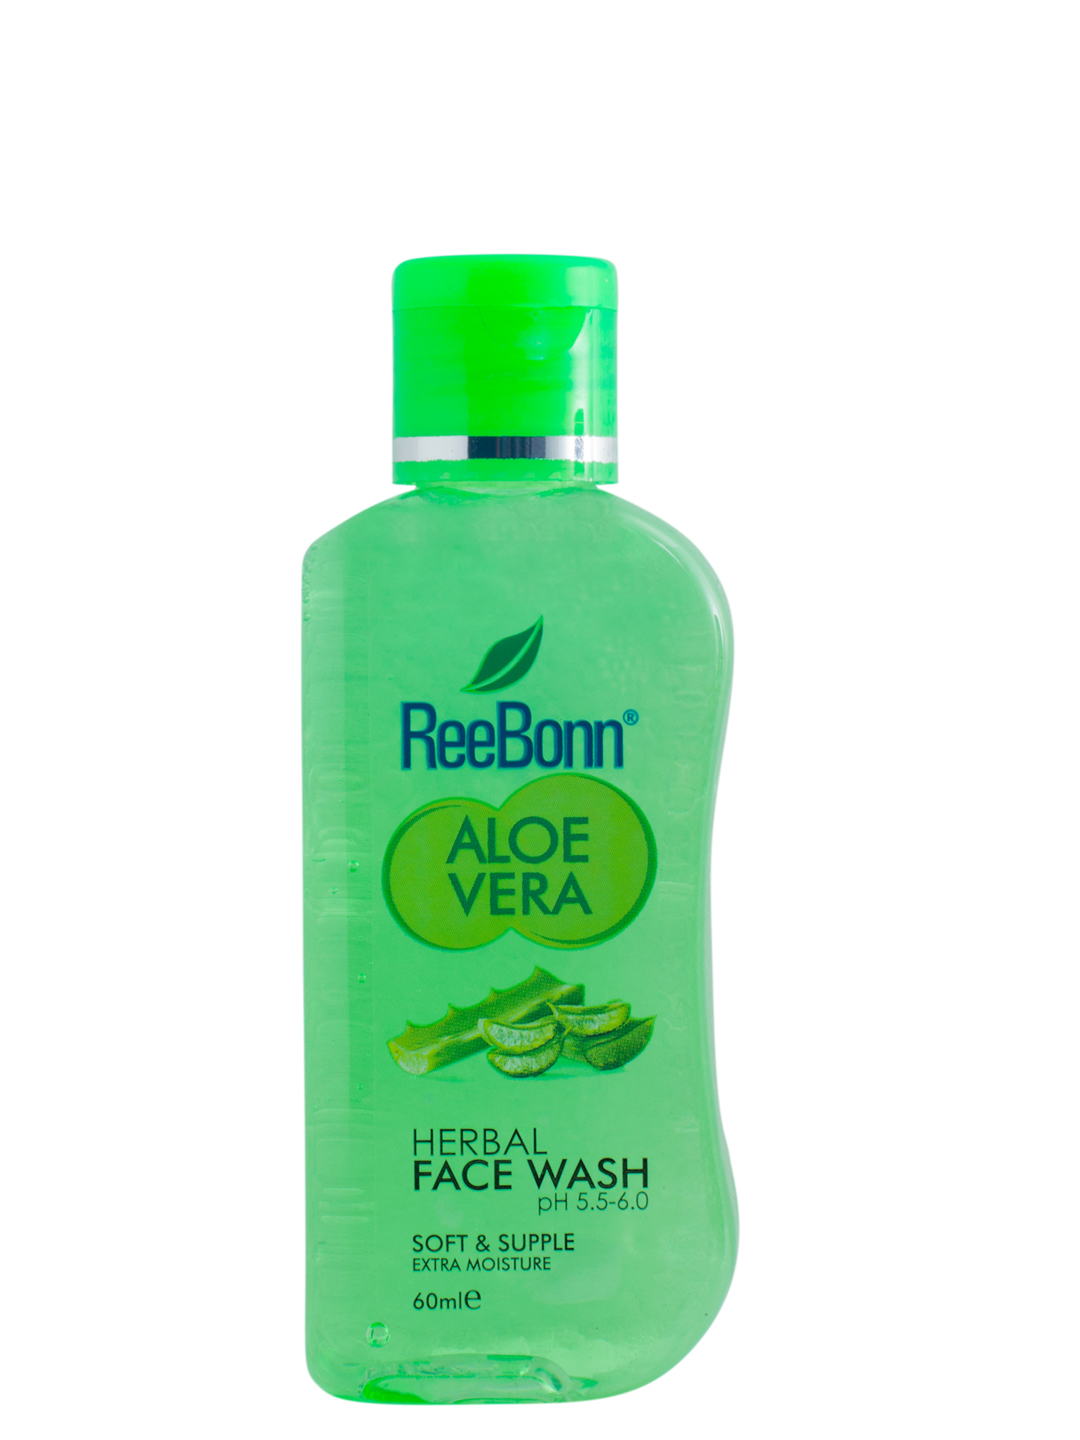 ReeBonn®
ALOE
VERA
HERBAL
FACE WASH
pH 5.5-6.0
SOFT & SUPPLE
EXTRA MOISTURE
60ml℮